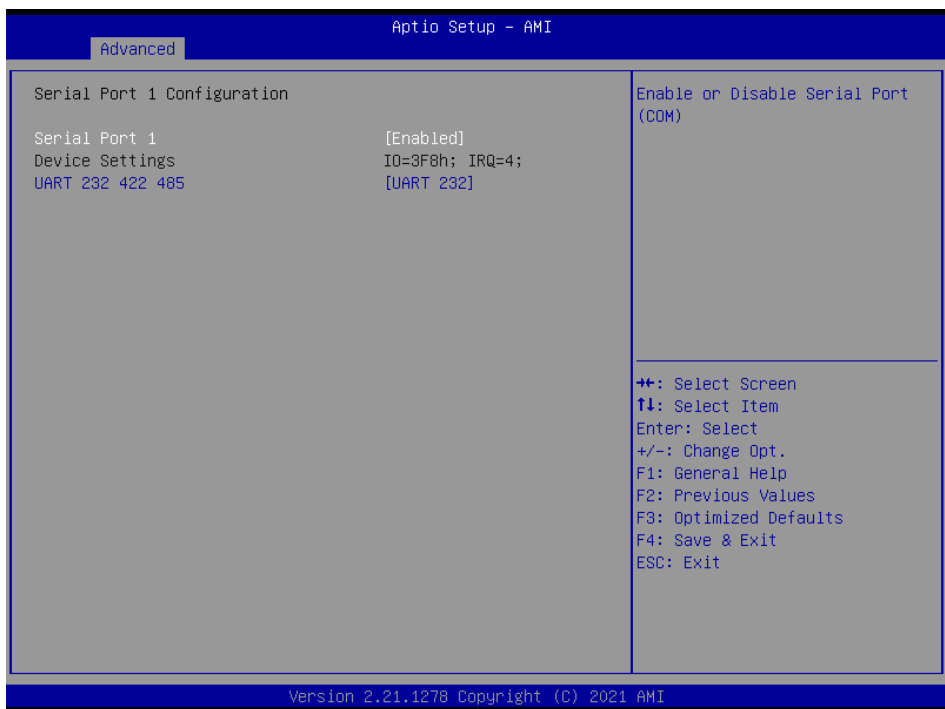 Aptio Setup – AMI
Advanced
Serial Port 1 Configuration
Serial Port 1 [Enabled]
Device Settings IO=3F8h; IRQ=4;
UART 232 422 485 [UART 232]
Enable or Disable Serial Port
(COM)
→←: Select Screen
↑↓: Select Item
Enter: Select
+/-: Change Opt.
F1: General Help
F2: Previous Values
F3: Optimized Defaults
F4: Save & Exit
ESC: Exit
Version 2.21.1278 Copyright (C) 2021 AMI